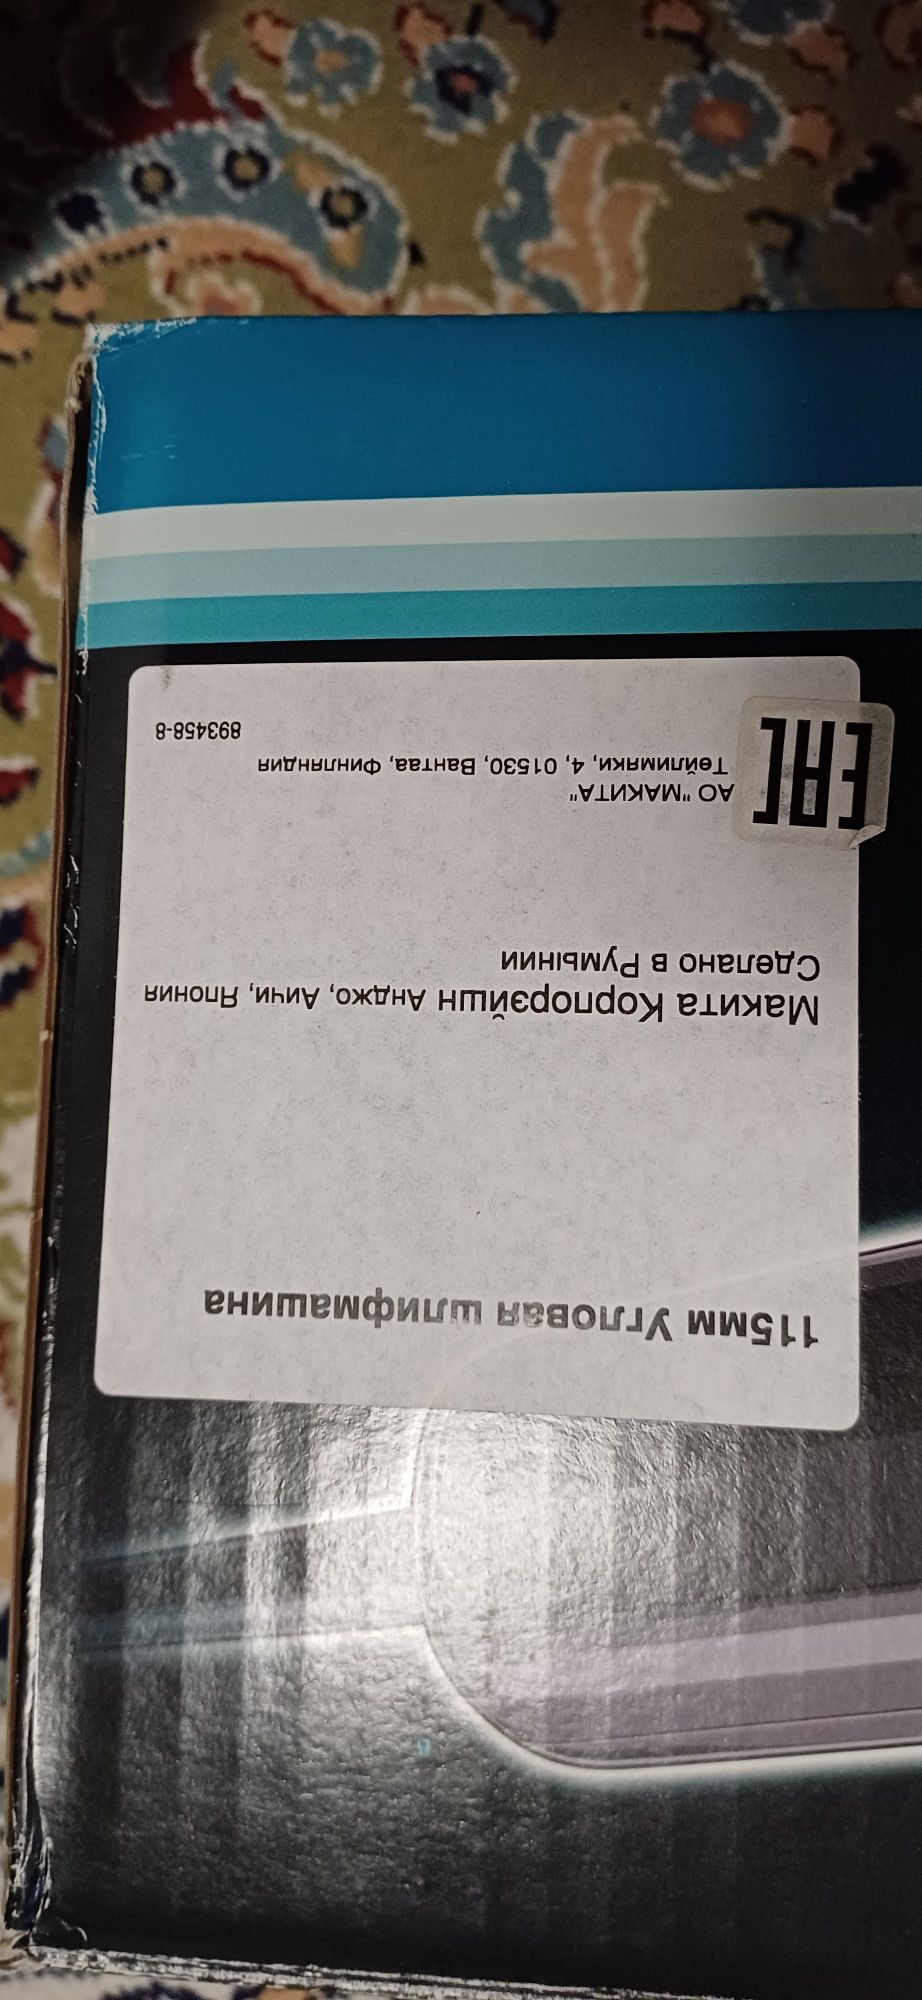 115мм Угловая шлифмашина
Макита Корпорэйшн Анджо, Аичи, Япония
Сделано в Румынии
EAC
АО "МАКИТА"
Тейлимяки, 4, 01530, Вантаа, Финляндия
893458-8